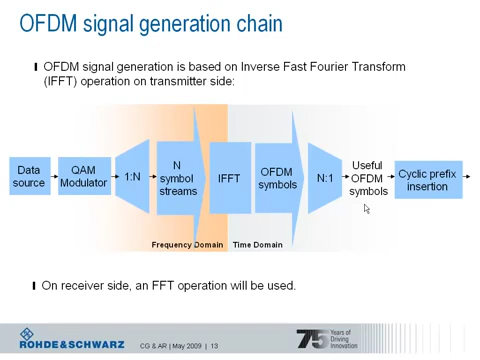 OFDM signal generation chain
OFDM signal generation is based on Inverse Fast Fourier Transform
(IFFT) operation on transmitter side:
Data
source
QAM
Modulator
1:N
N
symbol
streams
IFFT
OFDM
symbols
N:1
Useful
OFDM
symbols
Cyclic prefix
insertion
Frequency Domain
Time Domain
On receiver side, an FFT operation will be used.
ROHDE&SCHWARZ
CG & AR | May 2009 | 13
75 Years of
Driving
Innovation